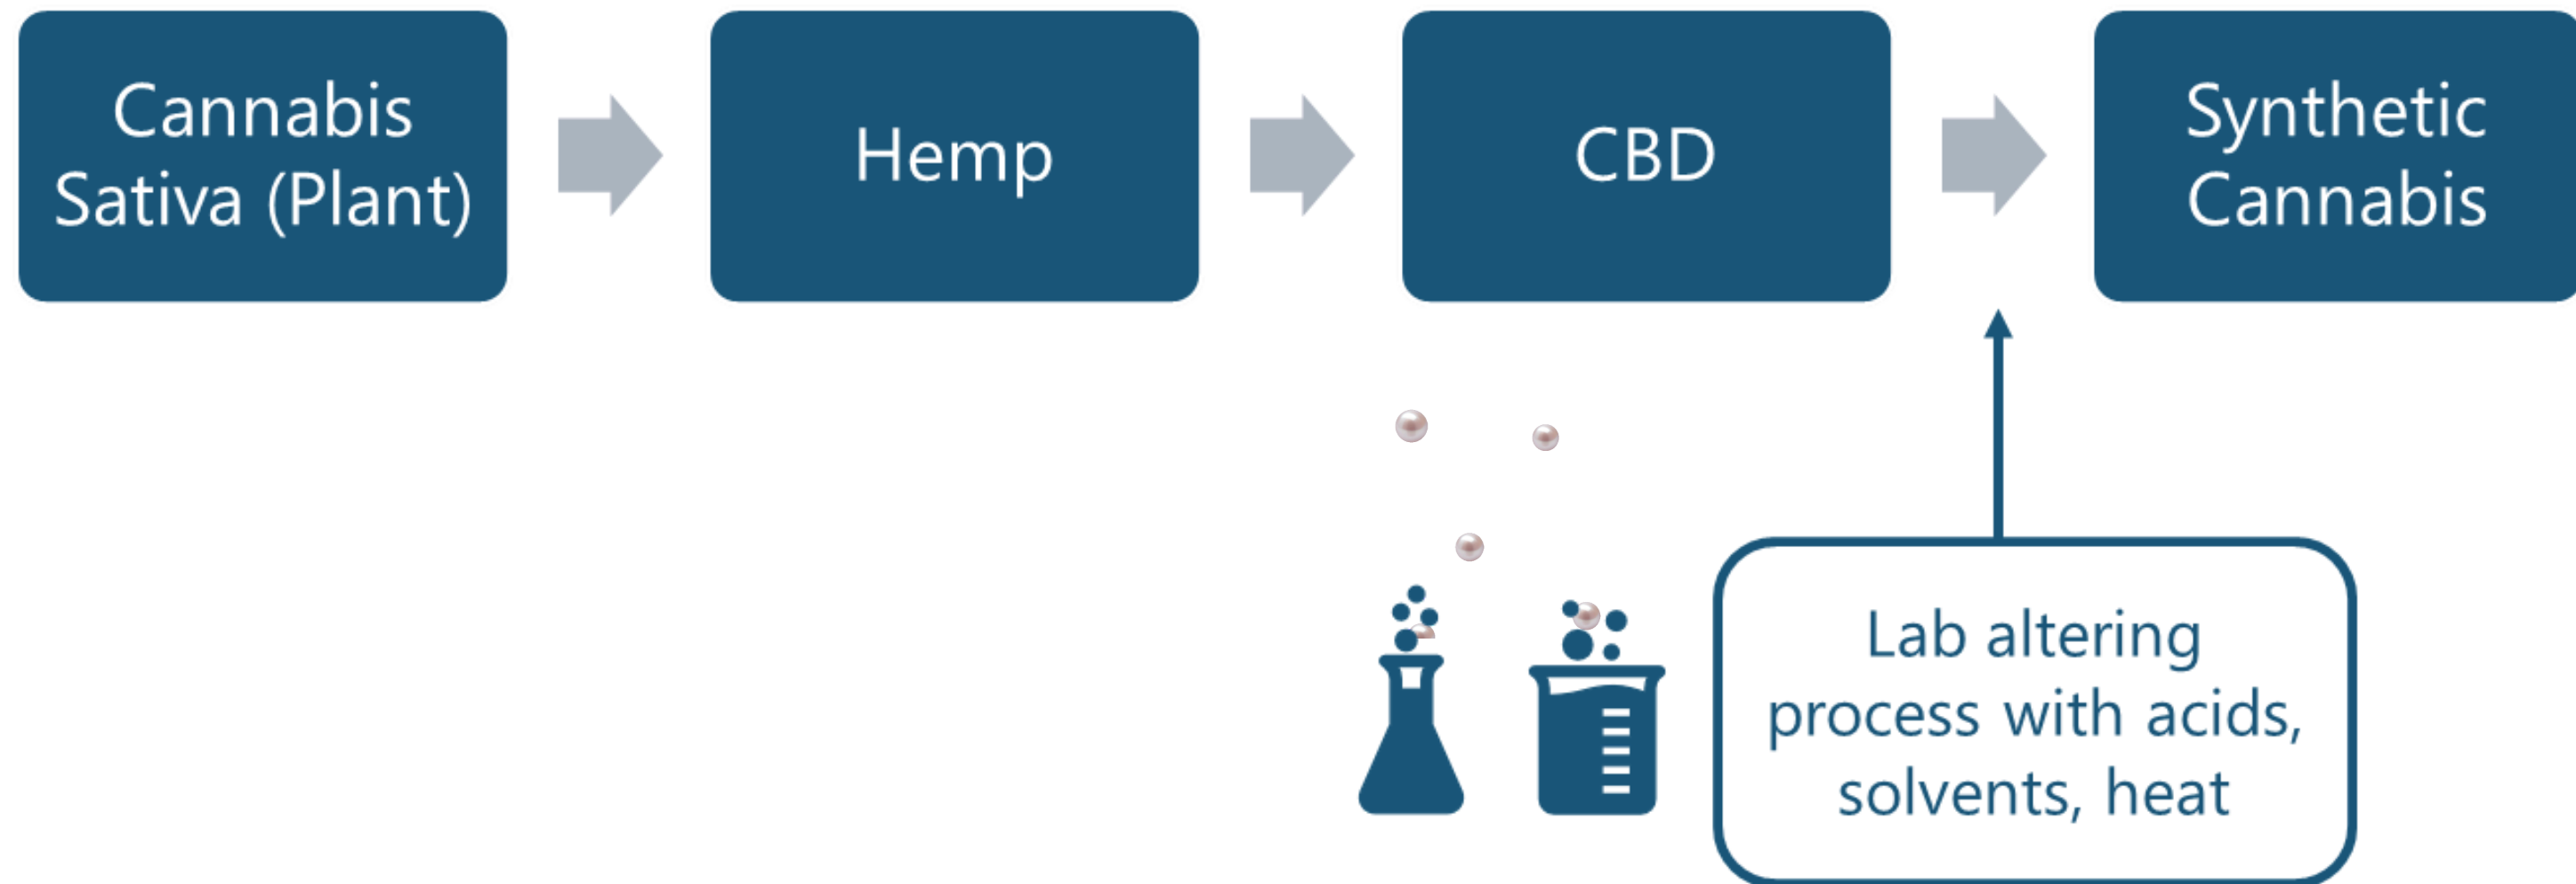 Cannabis
Sativa (Plant)
Hemp
CBD
Synthetic
Cannabis
Lab altering
process with acids,
solvents, heat